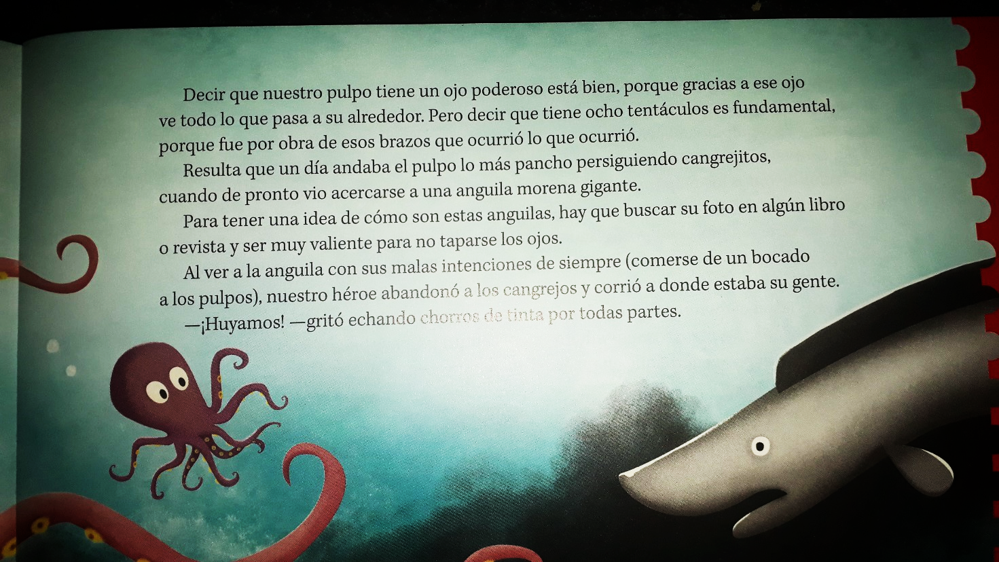 Decir que nuestro pulpo tiene un ojo poderoso está bien, porque gracias a ese ojo
ve todo lo que pasa a su alrededor. Pero decir que tiene ocho tentáculos es fundamental,
porque fue por obra de esos brazos que ocurrió lo que ocurrió.
Resulta que un día andaba el pulpo lo más pancho persiguiendo cangrejitos,
cuando de pronto vio acercarse a una anguila morena gigante.
Para tener una idea de cómo son estas anguilas, hay que buscar su foto en algún libro
o revista y ser muy valiente para no taparse los ojos.
Al ver a la anguila con sus malas intenciones de siempre (comerse de un bocado
a los pulpos), nuestro héroe abandonó a los cangrejos y corrió a donde estaba su gente.
—¡Huyamos! —gritó echando chorros de tinta por todas partes.